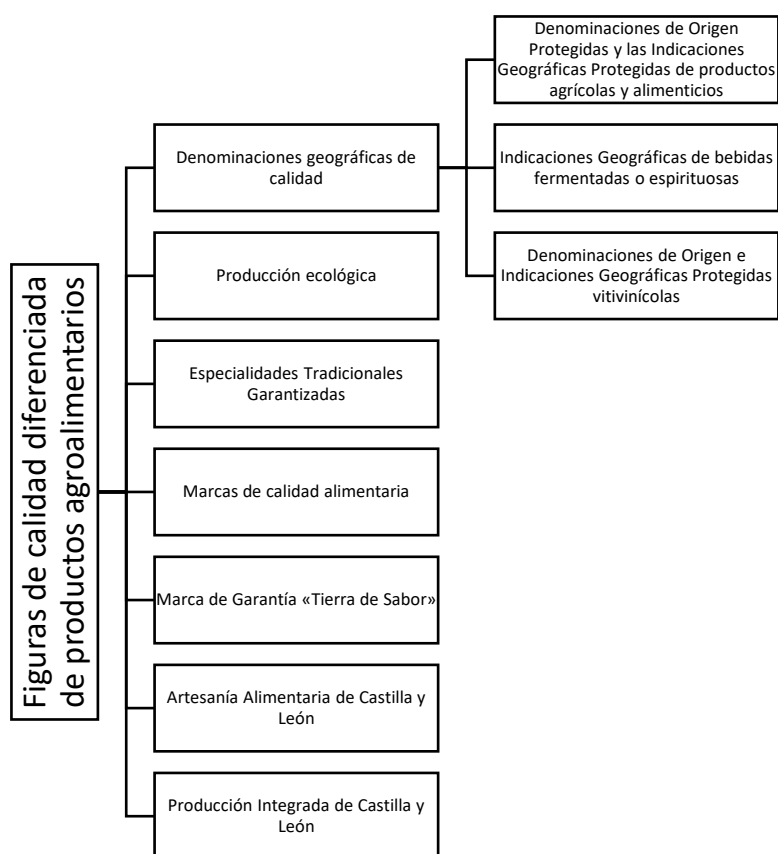 Figuras de calidad diferenciada
de productos agroalimentarios
Denominaciones geográficas de
calidad
Denominaciones de Origen
Protegidas y las Indicaciones
Geográficas Protegidas de productos
agrícolas y alimenticios
Indicaciones Geográficas de bebidas
fermentadas o espirituosas
Denominaciones de Origen e
Indicaciones Geográficas Protegidas
vitivinícolas
Producción ecológica
Especialidades Tradicionales
Garantizadas
Marcas de calidad alimentaria
Marca de Garantía «Tierra de Sabor»
Artesanía Alimentaria de Castilla y
León
Producción Integrada de Castilla y
León